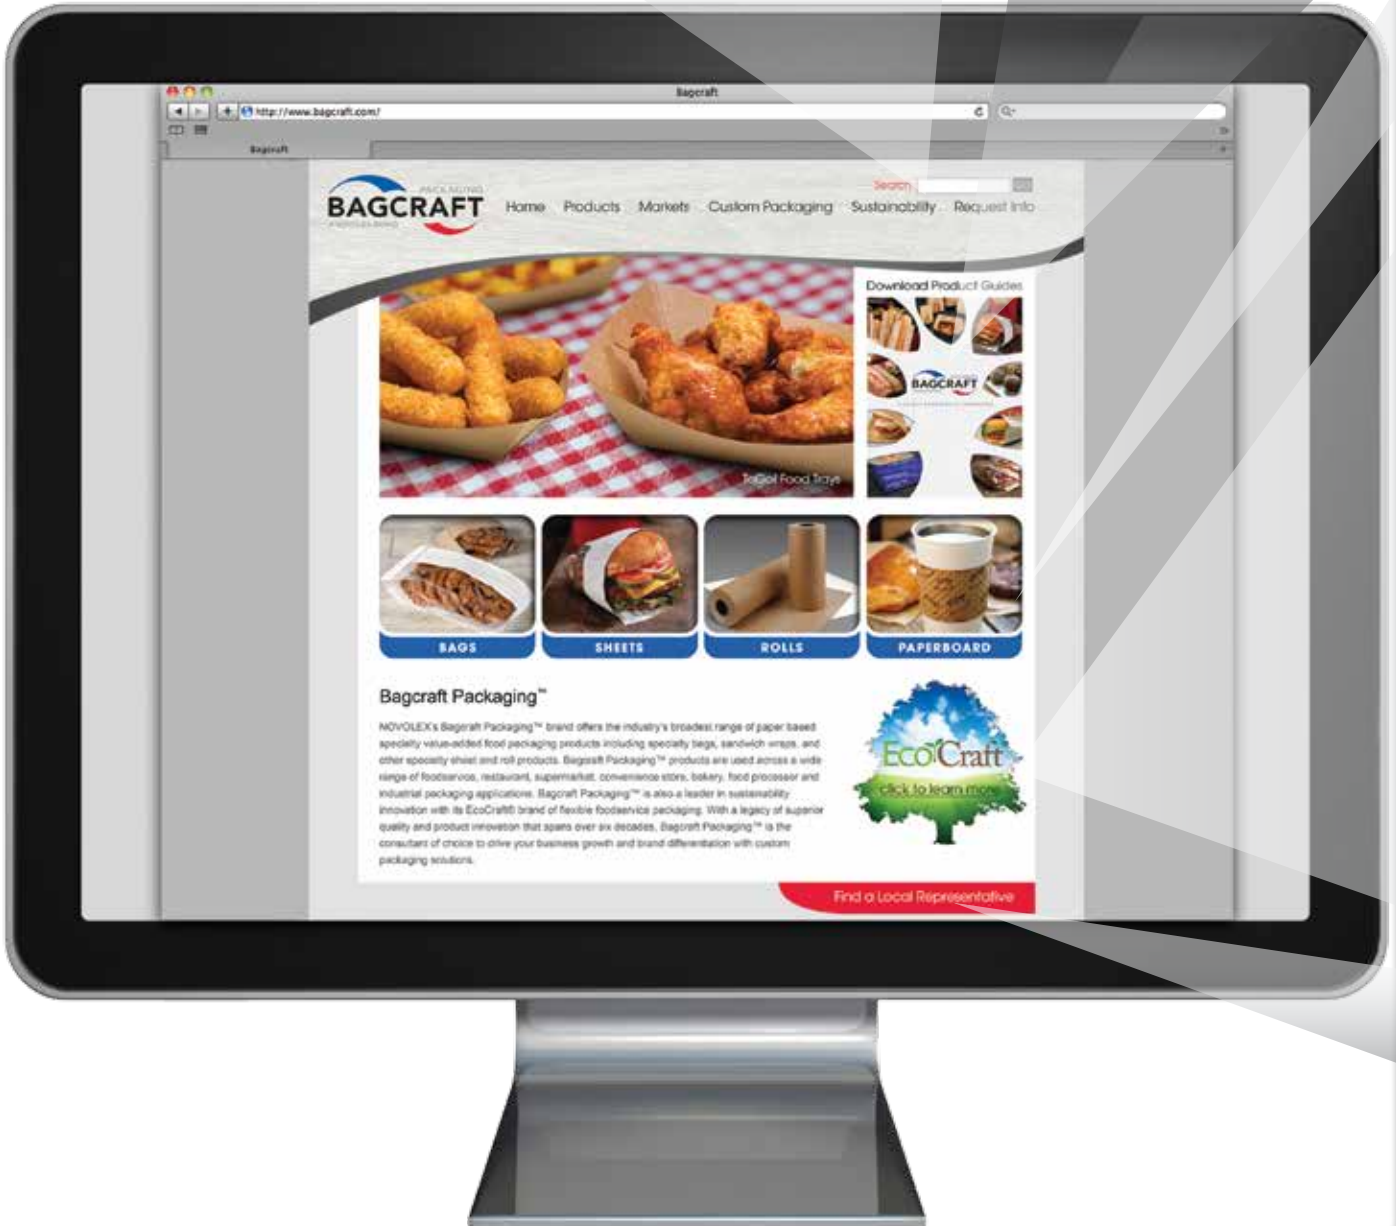 Bagcraft
http://www.bagcraft.com/
Bagcraft
PACKAGING
BAGCRAFT
Search
Home Products Markets Custom Packaging Sustainability Request Info
Download Product Guides
BAGCRAFT
ToGo! Food Trays
BAGS
SHEETS
ROLLS
PAPERBOARD
Bagcraft Packaging™
NOVOLEX's Bagcraft Packaging™ brand offers the industry's broadest range of paper based
specialty value-added food packaging products including specialty bags, sandwich wraps, and
other specialty sheet and roll products. Bagcraft Packaging™ products are used across a wide
range of foodservice, restaurant, supermarket, convenience store, bakery, food processor and
industrial packaging applications. Bagcraft Packaging™ is also a leader in sustainability
innovation with its EcoCraft® brand of flexible foodservice packaging. With a legacy of superior
quality and product innovation that spans over six decades, Bagcraft Packaging™ is the
consultant of choice to drive your business growth and brand differentiation with custom
packaging solutions.
EcoCraft
click to learn more
Find a Local Representative